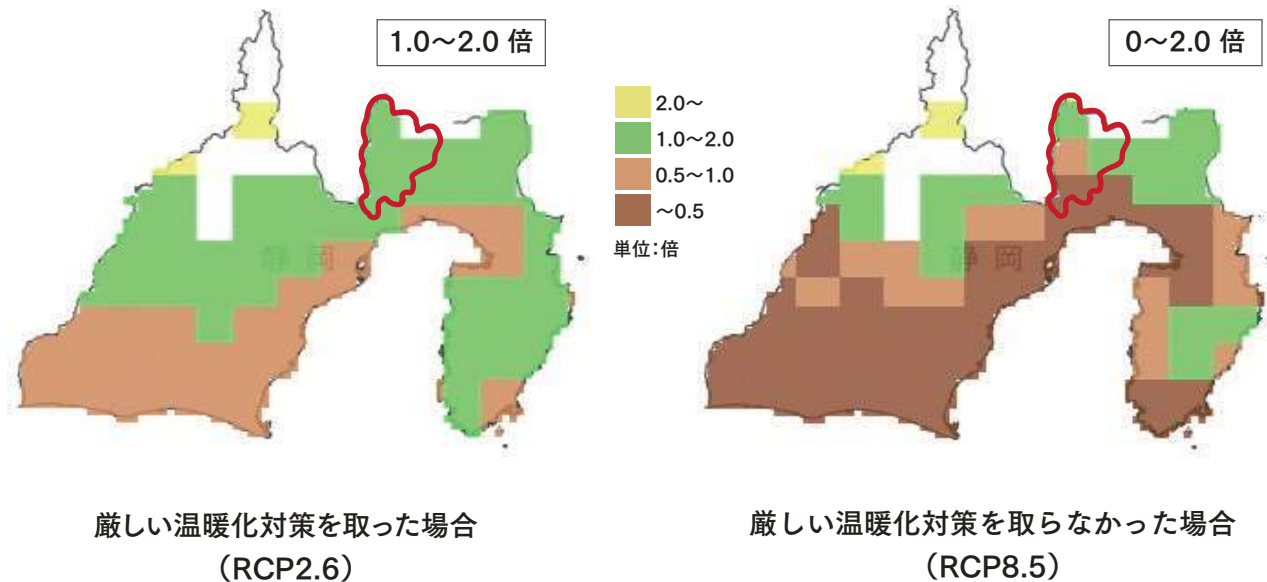 1.0～2.0 倍
0～2.0 倍
2.0～
1.0～2.0
0.5～1.0
～0.5
単位：倍
静 岡
静 岡
厳しい温暖化対策を取った場合
（RCP2.6）
厳しい温暖化対策を取らなかった場合
（RCP8.5）